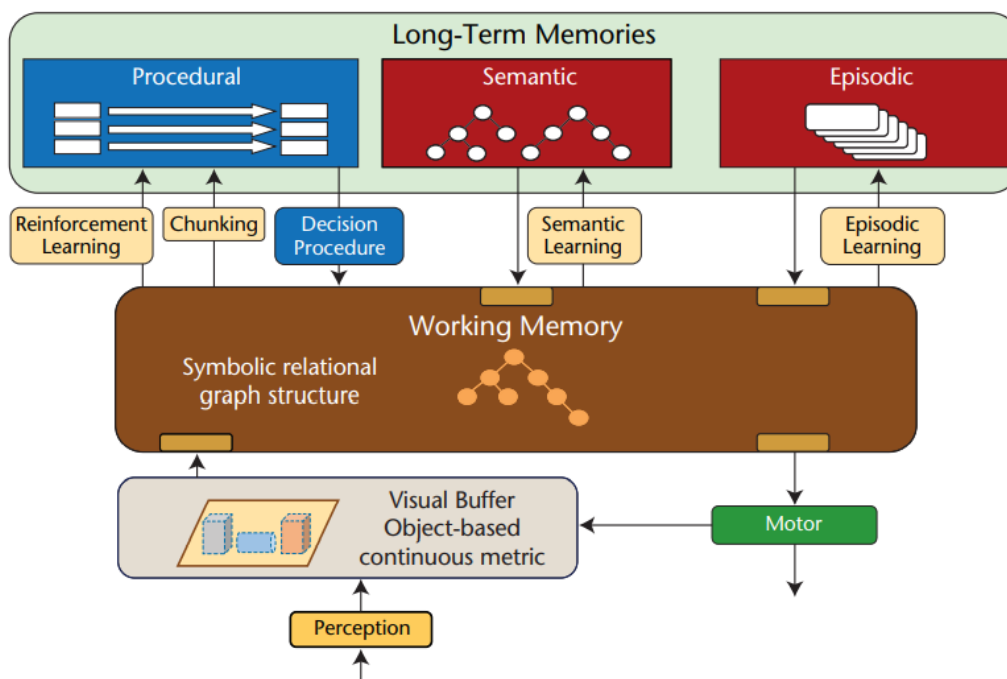 Long-Term Memories
Procedural
Semantic
Episodic
Reinforcement
Learning
Chunking
Decision
Procedure
Semantic
Learning
Episodic
Learning
Working Memory
Symbolic relational
graph structure
Visual Buffer
Object-based
continuous metric
Motor
Perception